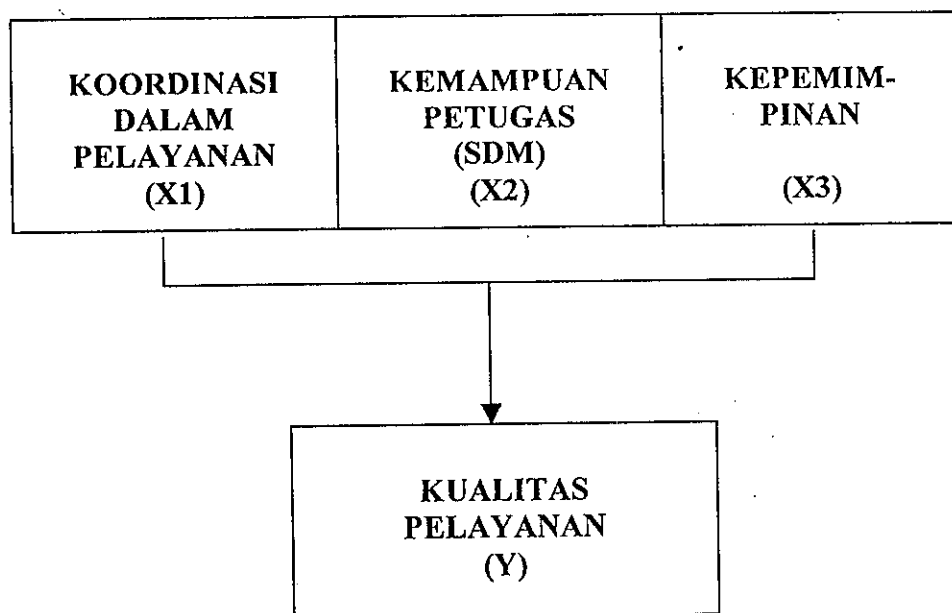 KOORDINASI
DALAM
PELAYANAN
(X1)
KEMAMPUAN
PETUGAS
(SDM)
(X2)
KEPEMIM-
PINAN
(X3)
KUALITAS
PELAYANAN
(Y)